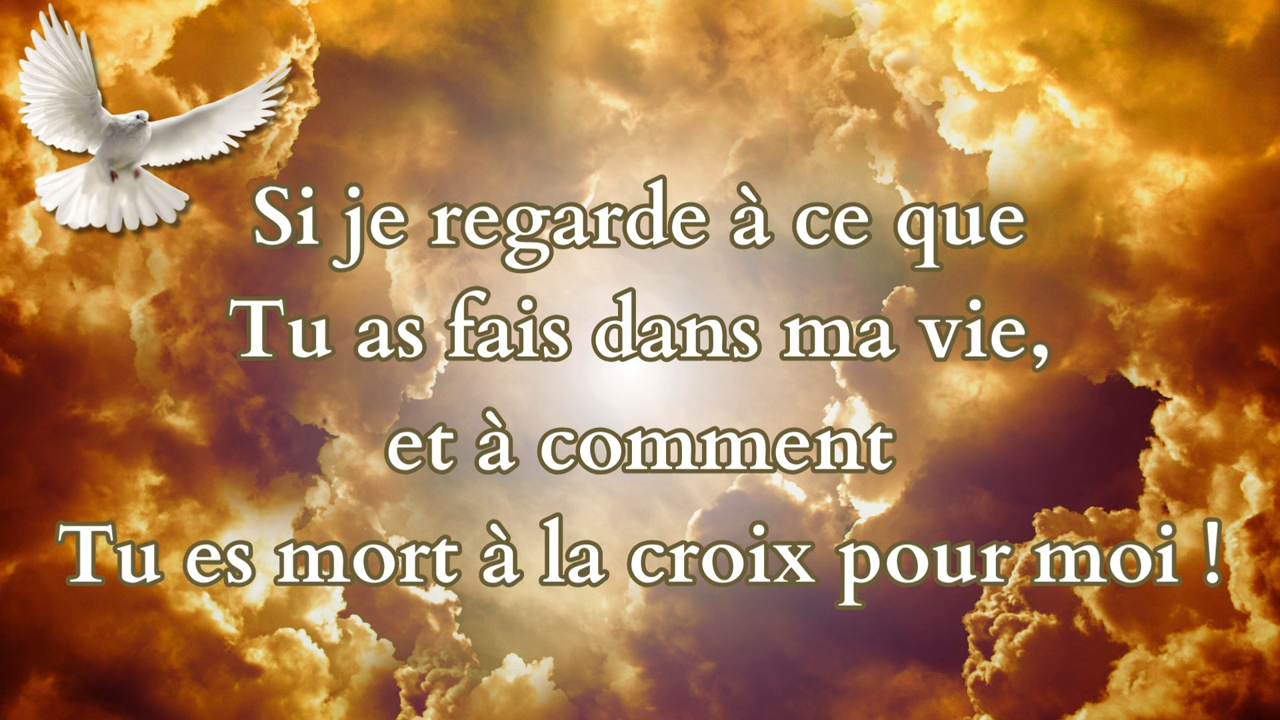 Si je regarde à ce que
Tu as fais dans ma vie,
et à comment
Tu es mort à la croix pour moi !